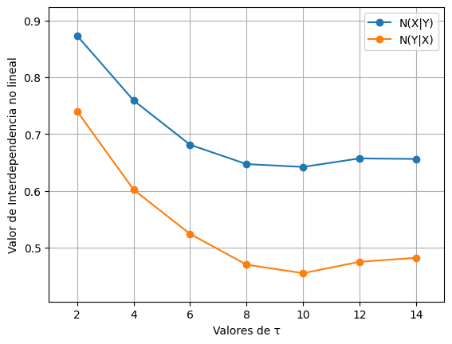 N(X|Y)
N(Y|X)
0.9
0.8
0.7
0.6
0.5
Valor de Interdependencia no lineal
2 4 6 8 10 12 14
Valores de τ